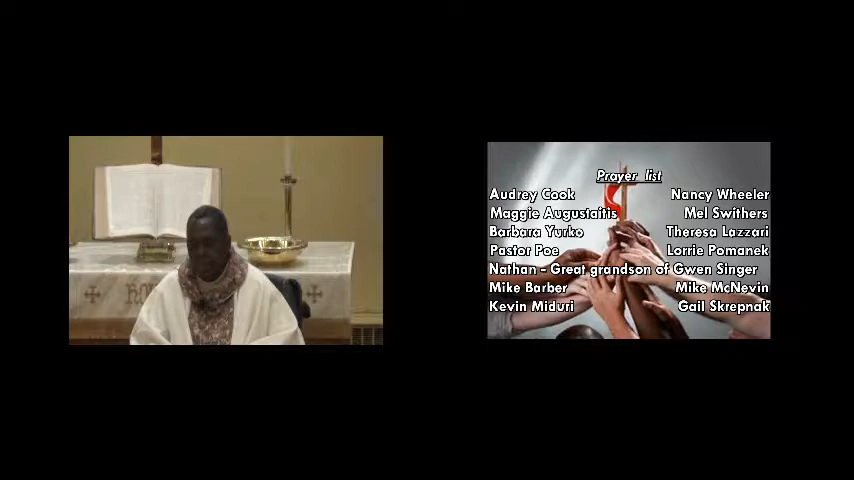 Prayer list
Audrey Cook Nancy Wheeler
Maggie Augustaitis Mel Swithers
Barbara Yurko Theresa Lazzari
Pastor Poe Lorrie Pomanek
Nathan - Great grandson of Gwen Singer
Mike Barber Mike McNevin
Kevin Miduri Gail Skrepnak